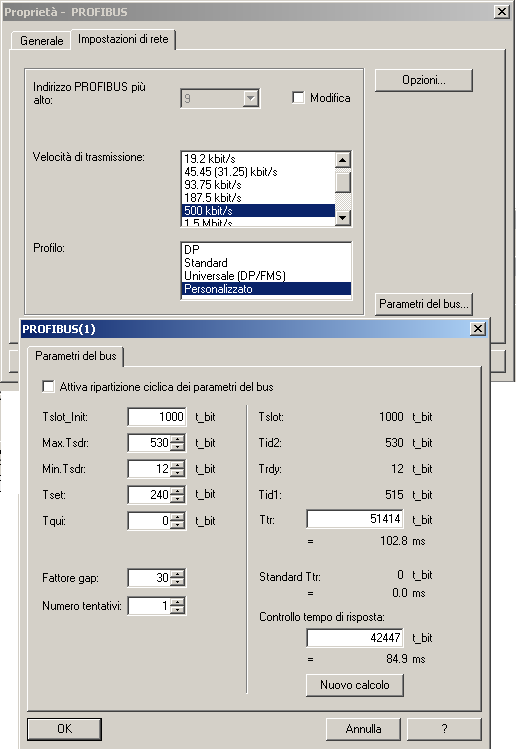 Proprietà - PROFIBUS
Generale Impostazioni di rete
Indirizzo PROFIBUS più alto:
9
Modifica
Opzioni...
Velocità di trasmissione:
19.2 kbit/s
45.45 (31.25) kbit/s
93.75 kbit/s
187.5 kbit/s
500 kbit/s
1.5 Mbit/s
Profilo:
DP
Standard
Universale (DP/FMS)
Personalizzato
Parametri del bus...
PROFIBUS(1)
Parametri del bus
Attiva ripartizione ciclica dei parametri del bus
Tslot_Init: 1000 t_bit
Max.Tsdr: 530 t_bit
Min.Tsdr: 12 t_bit
Tset: 240 t_bit
Tqui: 0 t_bit
Fattore gap: 30
Numero tentativi: 1
Tslot: 1000 t_bit
Tid2: 530 t_bit
Trdy: 12 t_bit
Tid1: 515 t_bit
Ttr: 51414 t_bit
= 102.8 ms
Standard Ttr: 0 t_bit
= 0.0 ms
Controllo tempo di risposta:
42447 t_bit
= 84.9 ms
Nuovo calcolo
OK Annulla ?